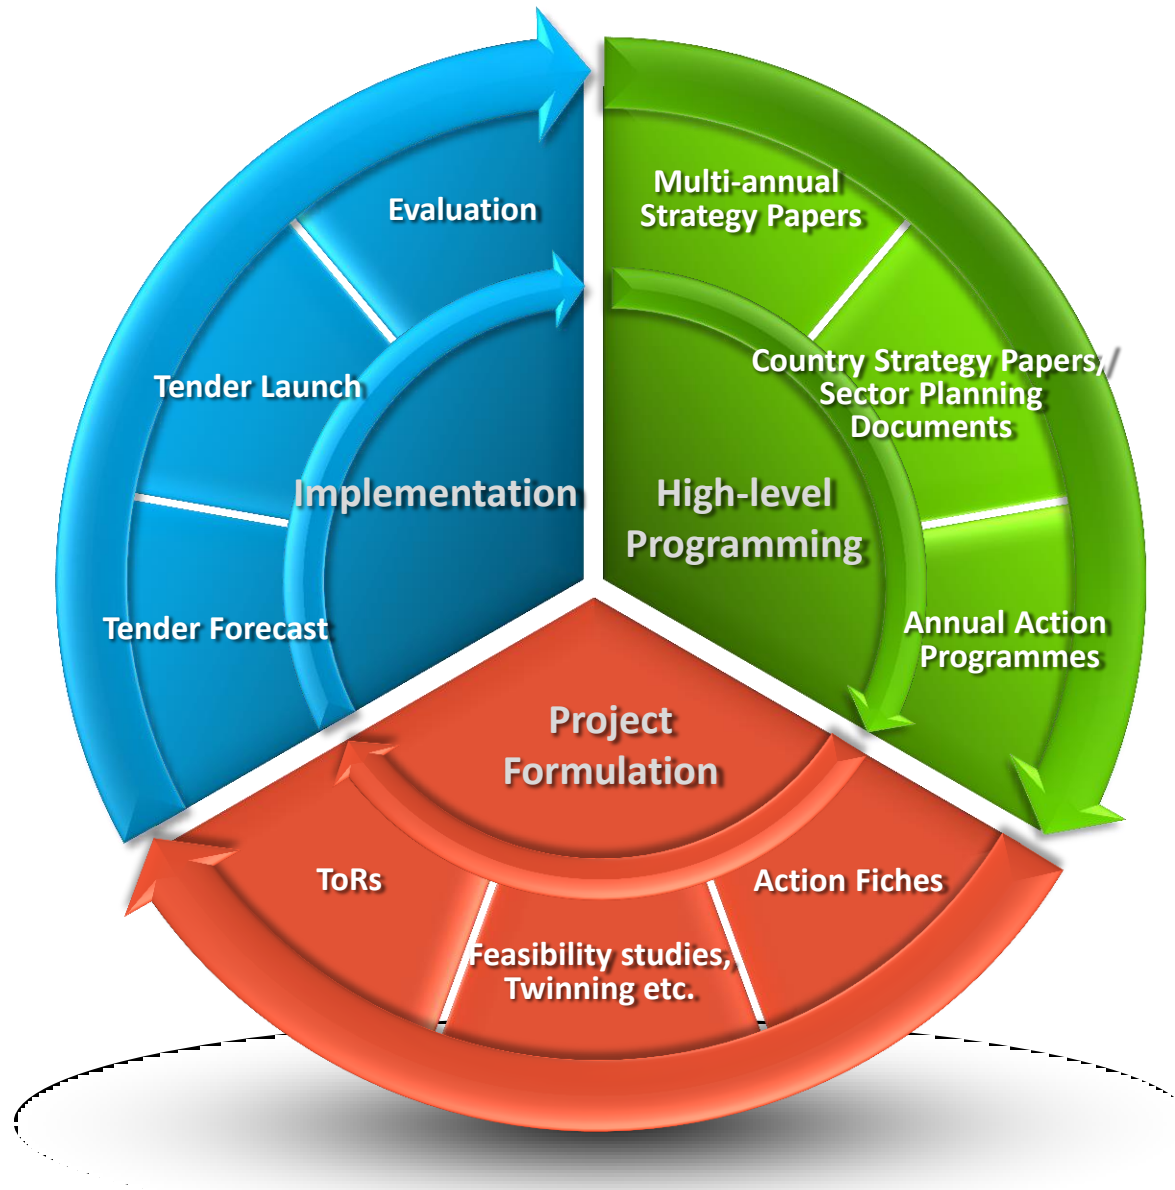 Evaluation
Tender Launch
Tender Forecast
Implementation
Multi-annual
Strategy Papers
Country Strategy Papers/
Sector Planning
Documents
Annual Action
Programmes
High-level
Programming
Project
Formulation
Action Fiches
Feasibility studies,
Twinning etc.
ToRs